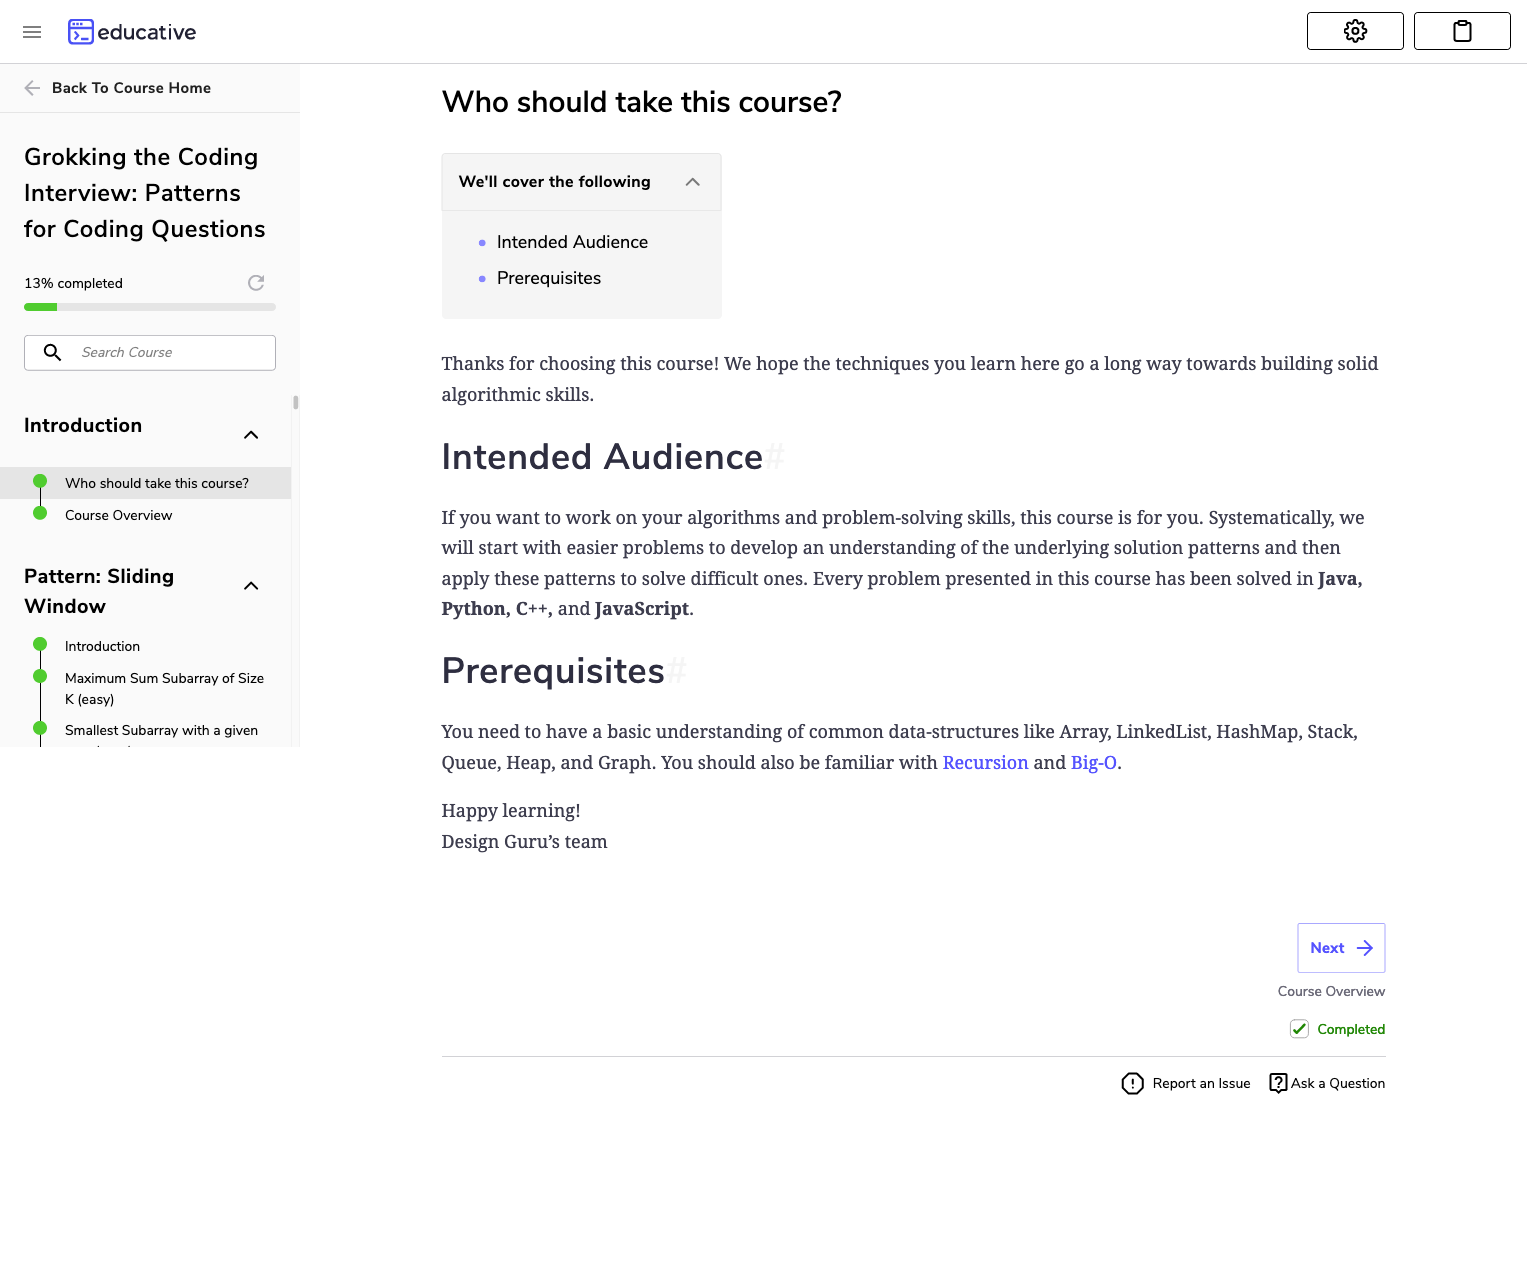 educative
Back To Course Home
Grokking the Coding
Interview: Patterns
for Coding Questions
13% completed
Search Course
Introduction
Who should take this course?
Course Overview
Pattern: Sliding
Window
Introduction
Maximum Sum Subarray of Size
K (easy)
Smallest Subarray with a given
Who should take this course?
We'll cover the following
Intended Audience
Prerequisites
Thanks for choosing this course! We hope the techniques you learn here go a long way towards building solid
algorithmic skills.
Intended Audience#
If you want to work on your algorithms and problem-solving skills, this course is for you. Systematically, we
will start with easier problems to develop an understanding of the underlying solution patterns and then
apply these patterns to solve difficult ones. Every problem presented in this course has been solved in Java,
Python, C++, and JavaScript.
Prerequisites#
You need to have a basic understanding of common data-structures like Array, LinkedList, HashMap, Stack,
Queue, Heap, and Graph. You should also be familiar with Recursion and Big-O.
Happy learning!
Design Guru’s team
Next
Course Overview
Completed
Report an Issue
Ask a Question